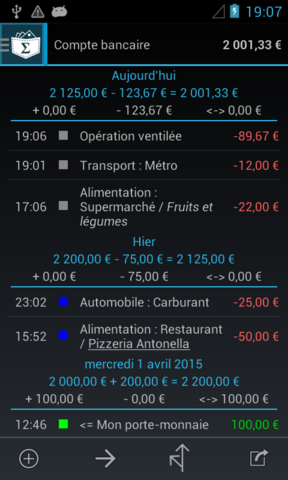 19:07
Σ
Compte bancaire 2 001,33 €
Aujourd'hui
2 125,00 € - 123,67 € = 2 001,33 €
+ 0,00 € - 123,67 € <-> 0,00 €
19:06 Opération ventilée -89,67 €
19:01 Transport : Métro -12,00 €
Alimentation :
17:06 Supermarché / Fruits et -22,00 €
légumes
Hier
2 200,00 € - 75,00 € = 2 125,00 €
+ 0,00 € - 75,00 € <-> 0,00 €
23:02 Automobile : Carburant -25,00 €
15:52 Alimentation : Restaurant -50,00 €
/ Pizzeria Antonella
mercredi 1 avril 2015
2 000,00 € + 200,00 € = 2 200,00 €
+ 100,00 € - 0,00 € <-> 100,00 €
12:46 <= Mon porte-monnaie 100,00 €